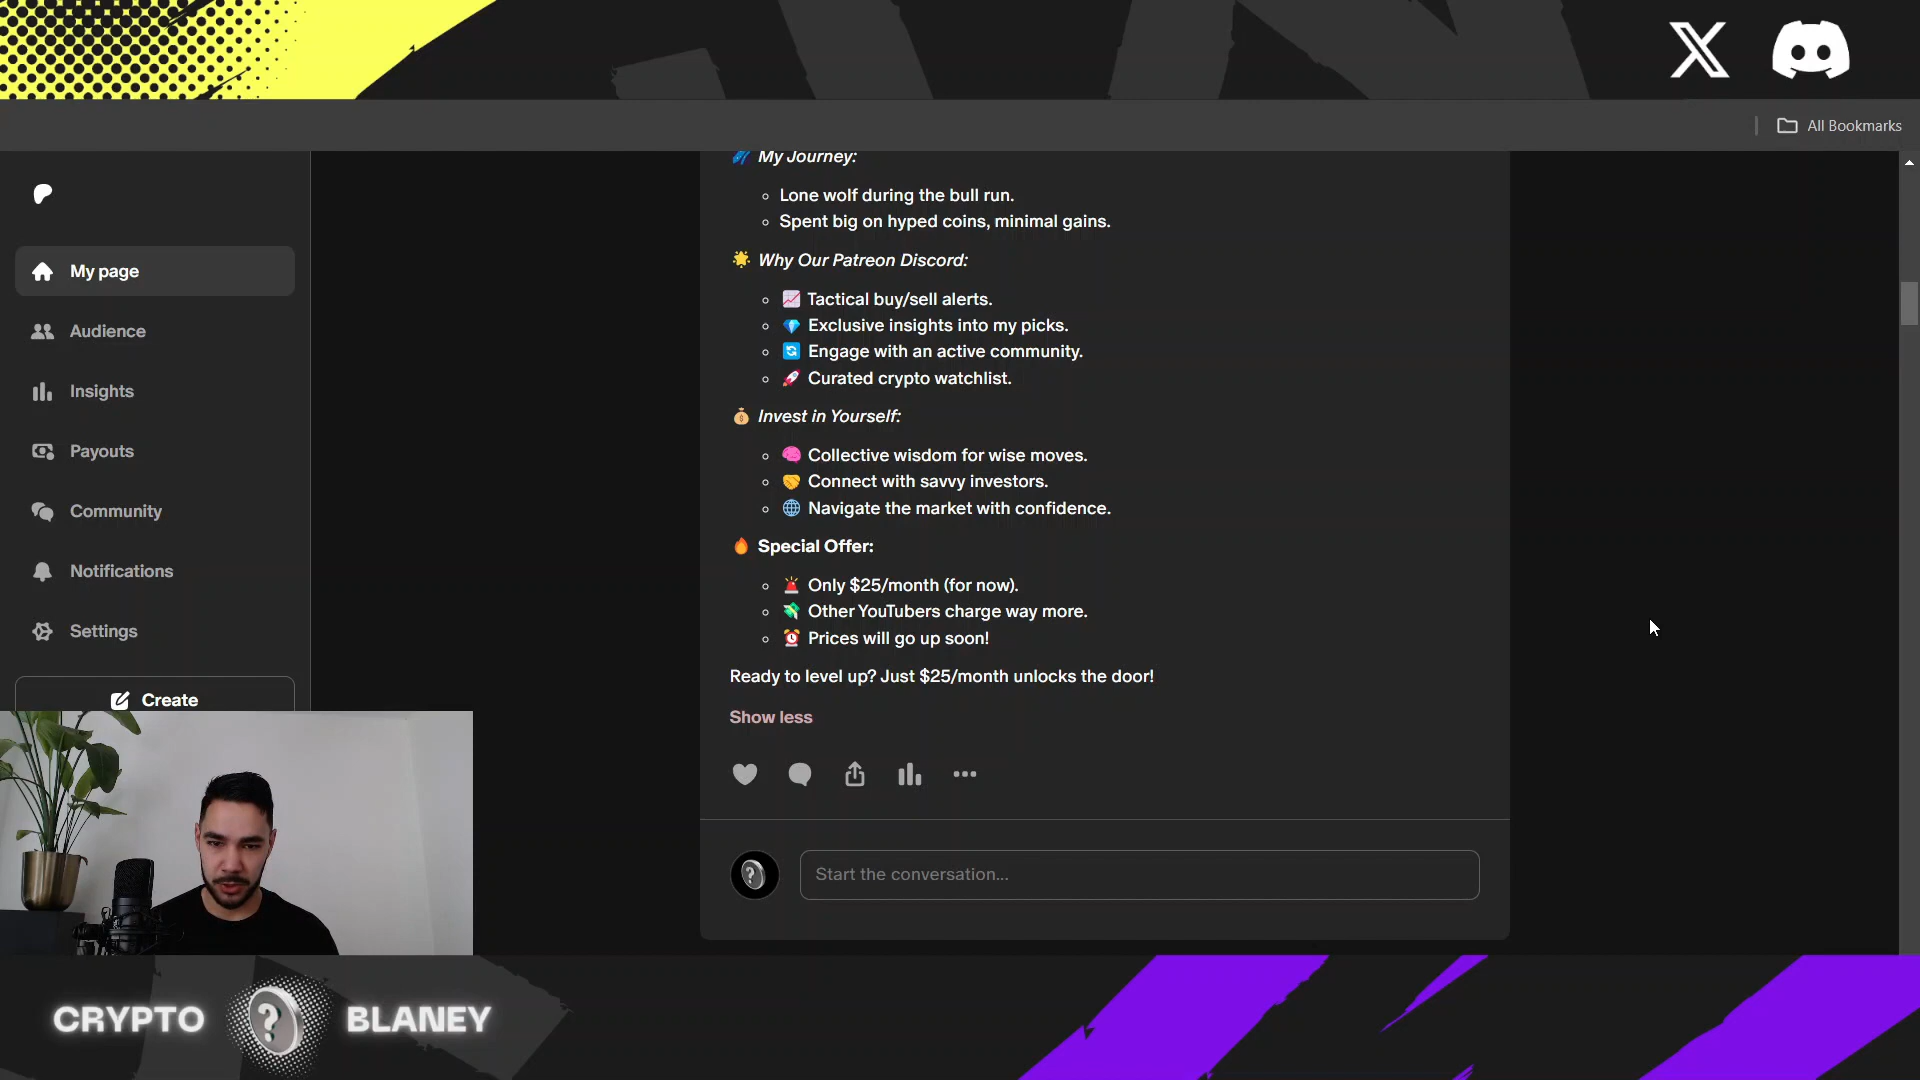 All Bookmarks
My page
Audience
Insights
Payouts
Community
Notifications
Settings
Create
My Journey:
Lone wolf during the bull run.
Spent big on hyped coins, minimal gains.
Why Our Patreon Discord:
Tactical buy/sell alerts.
Exclusive insights into my picks.
Engage with an active community.
Curated crypto watchlist.
Invest in Yourself:
Collective wisdom for wise moves.
Connect with savvy investors.
Navigate the market with confidence.
Special Offer:
Only $25/month (for now).
Other YouTubers charge way more.
Prices will go up soon!
Ready to level up? Just $25/month unlocks the door!
Show less
Start the conversation...
CRYPTO ? BLANEY